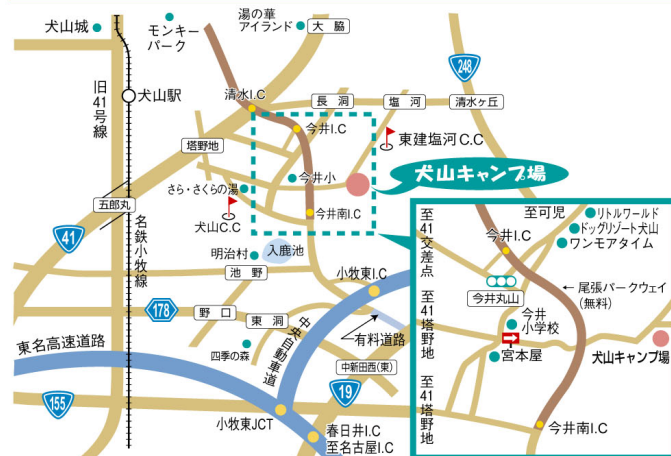 犬山城
モンキー
パーク
湯の華
アイランド
大脇
248
旧41号線
犬山駅
清水I.C
長洞
塩河
清水ヶ丘
今井I.C
東建塩河C.C
塔野地
今井小
犬山キャンプ場
さら・さくらの湯
五郎丸
犬山C.C
今井南I.C
41
名鉄小牧線
明治村
入鹿池
池野
小牧東I.C
178
野口
東洞
中央自動車道
有料道路
東名高速道路
四季の森
中新田西(東)
19
155
小牧東JCT
春日井I.C
至名古屋I.C
至41交差点
至可児
リトルワールド
ドッグリゾート犬山
ワンモアタイム
今井I.C
今井丸山
←尾張パークウェイ
(無料)
至41塔野地
今井
小学校
宮本屋
犬山キャンプ場
至41塔野地
今井南I.C